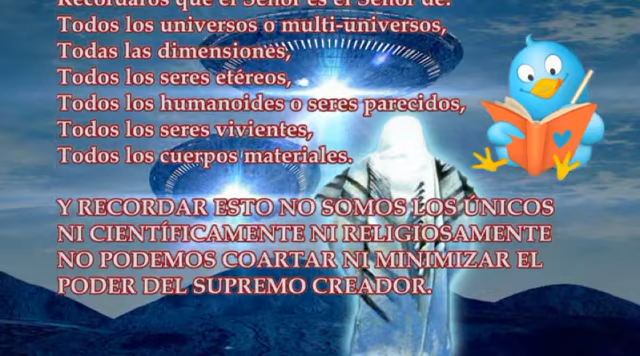 Recordaros que el Señor es el Señor de:
Todos los universos o multi-universos,
Todas las dimensiones,
Todos los seres etéreos,
Todos los humanoides o seres parecidos,
Todos los seres vivientes,
Todos los cuerpos materiales.
Y RECORDAR ESTO NO SOMOS LOS ÚNICOS
NI CIENTÍFICAMENTE NI RELIGIOSAMENTE
NO PODEMOS COARTAR NI MINIMIZAR EL
PODER DEL SUPREMO CREADOR.